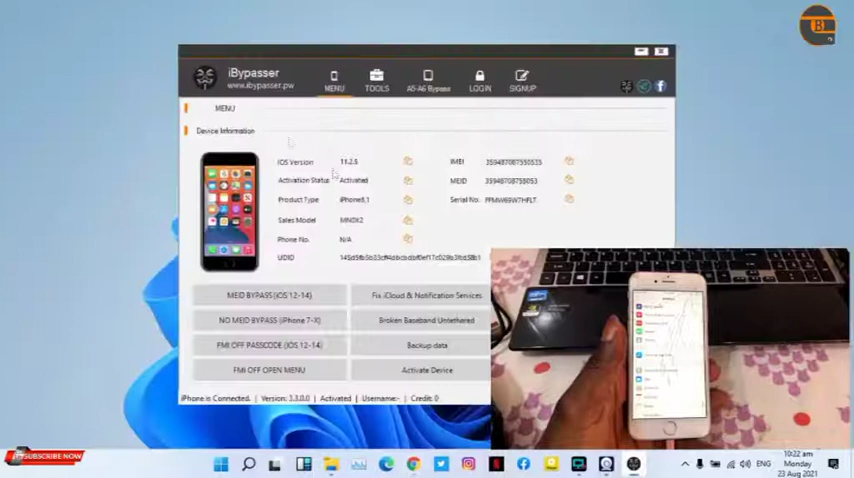 iBypasser
www.ibypasser.pw
MENU
TOOLS
A5-A6 Bypass
LOGIN
SIGNUP
MENU
Device Information
IOS Version 11.2.5
Activation Status Activated
Product Type iPhone8,1
Sales Model MN0X2
Phone No. N/A
UDID
IMEI
MEID
Serial No.
MEID BYPASS (iOS 12-14)
Fix iCloud & Notification Services
NO MEID BYPASS (iPhone 7-X)
Broken Baseband Untethered
FMI OFF PASSCODE (iOS 12-14)
Backup data
FMI OFF OPEN MENU
Activate Device
iPhone is Connected. | Version: 3.3.0.0 | Activated | Username:- | Credit: 0
SUBSCRIBE NOW
ENG
10:22 am
Monday
23 Aug 2021